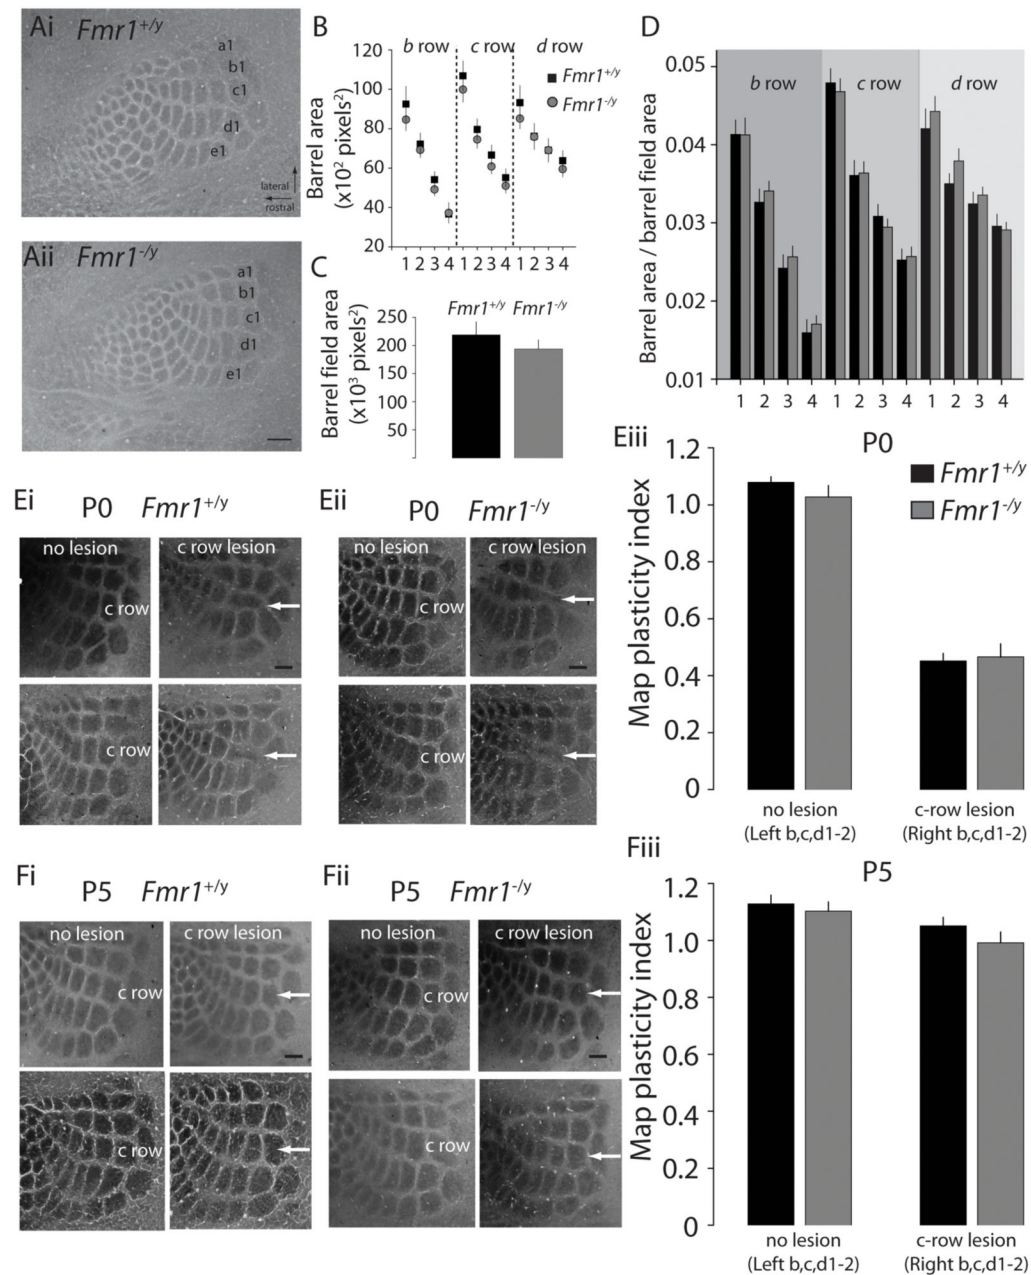 Ai Fmr1+/y
a1
b1
c1
d1
e1
lateral
rostral
Aii Fmr1-/y
a1
b1
c1
d1
e1
B
b row c row d row
Barrel area
(x10² pixels²)
120
100
80
60
40
20
Fmr1+/y
Fmr1-/y
1 2 3 4 1 2 3 4 1 2 3 4
C
Barrel field area
(x10³ pixels²)
250
200
150
100
50
Fmr1+/y Fmr1-/y
D
Barrel area / barrel field area
0.05
0.04
0.03
0.02
0.01
b row c row d row
1 2 3 4 1 2 3 4 1 2 3 4
Ei P0 Fmr1+/y
no lesion c row lesion
c row
c row
Eii P0 Fmr1-/y
no lesion c row lesion
c row
c row
Eiii P0
Map plasticity index
1.2
1.0
0.8
0.6
0.4
0.2
0
Fmr1+/y
Fmr1-/y
no lesion c-row lesion
(Left b,c,d1-2) (Right b,c,d1-2)
Fi P5 Fmr1+/y
no lesion c row lesion
c row
c row
Fii P5 Fmr1-/y
no lesion c row lesion
c row
c row
Fiii P5
Map plasticity index
1.2
1.0
0.8
0.6
0.4
0.2
0
no lesion c-row lesion
(Left b,c,d1-2) (Right b,c,d1-2)